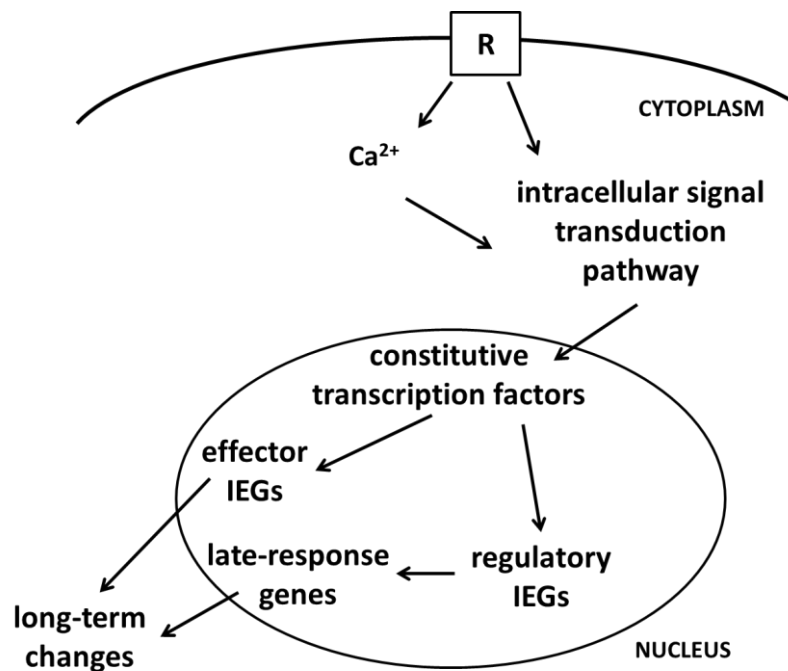 R
CYTOPLASM
Ca²⁺
intracellular signal
transduction
pathway
constitutive
transcription factors
effector
IEGs
late-response
genes
regulatory
IEGs
long-term
changes
NUCLEUS